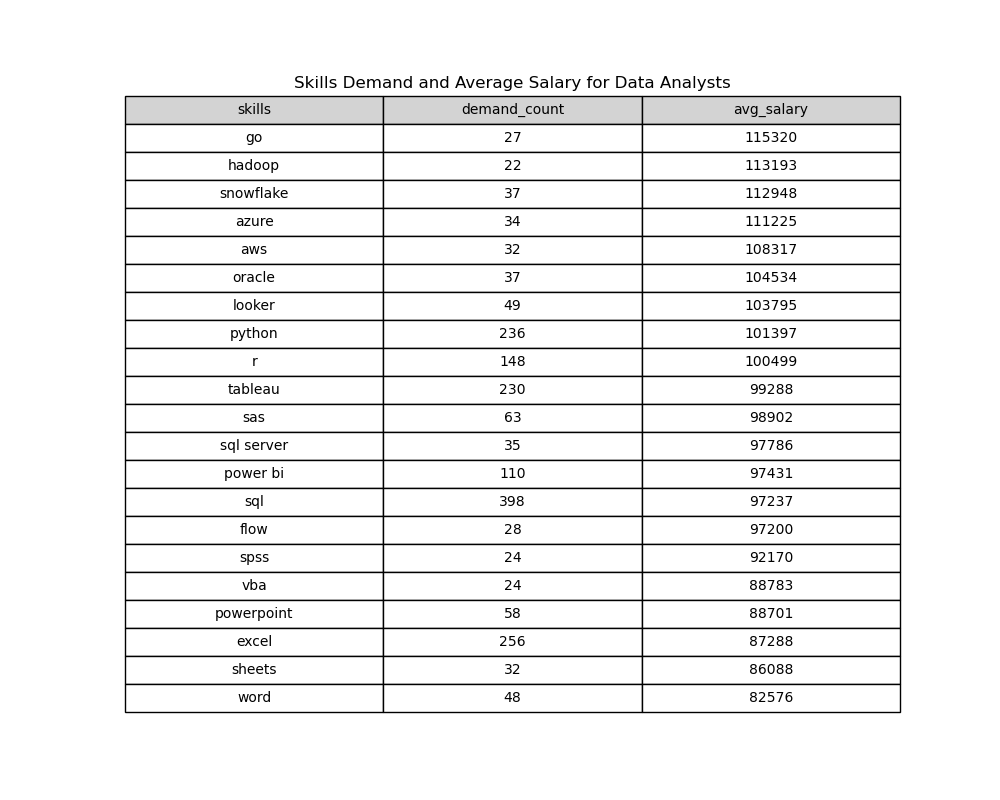 Skills Demand and Average Salary for Data Analysts
skills demand_count avg_salary
go 27 115320
hadoop 22 113193
snowflake 37 112948
azure 34 111225
aws 32 108317
oracle 37 104534
looker 49 103795
python 236 101397
r 148 100499
tableau 230 99288
sas 63 98902
sql server 35 97786
power bi 110 97431
sql 398 97237
flow 28 97200
spss 24 92170
vba 24 88783
powerpoint 58 88701
excel 256 87288
sheets 32 86088
word 48 82576